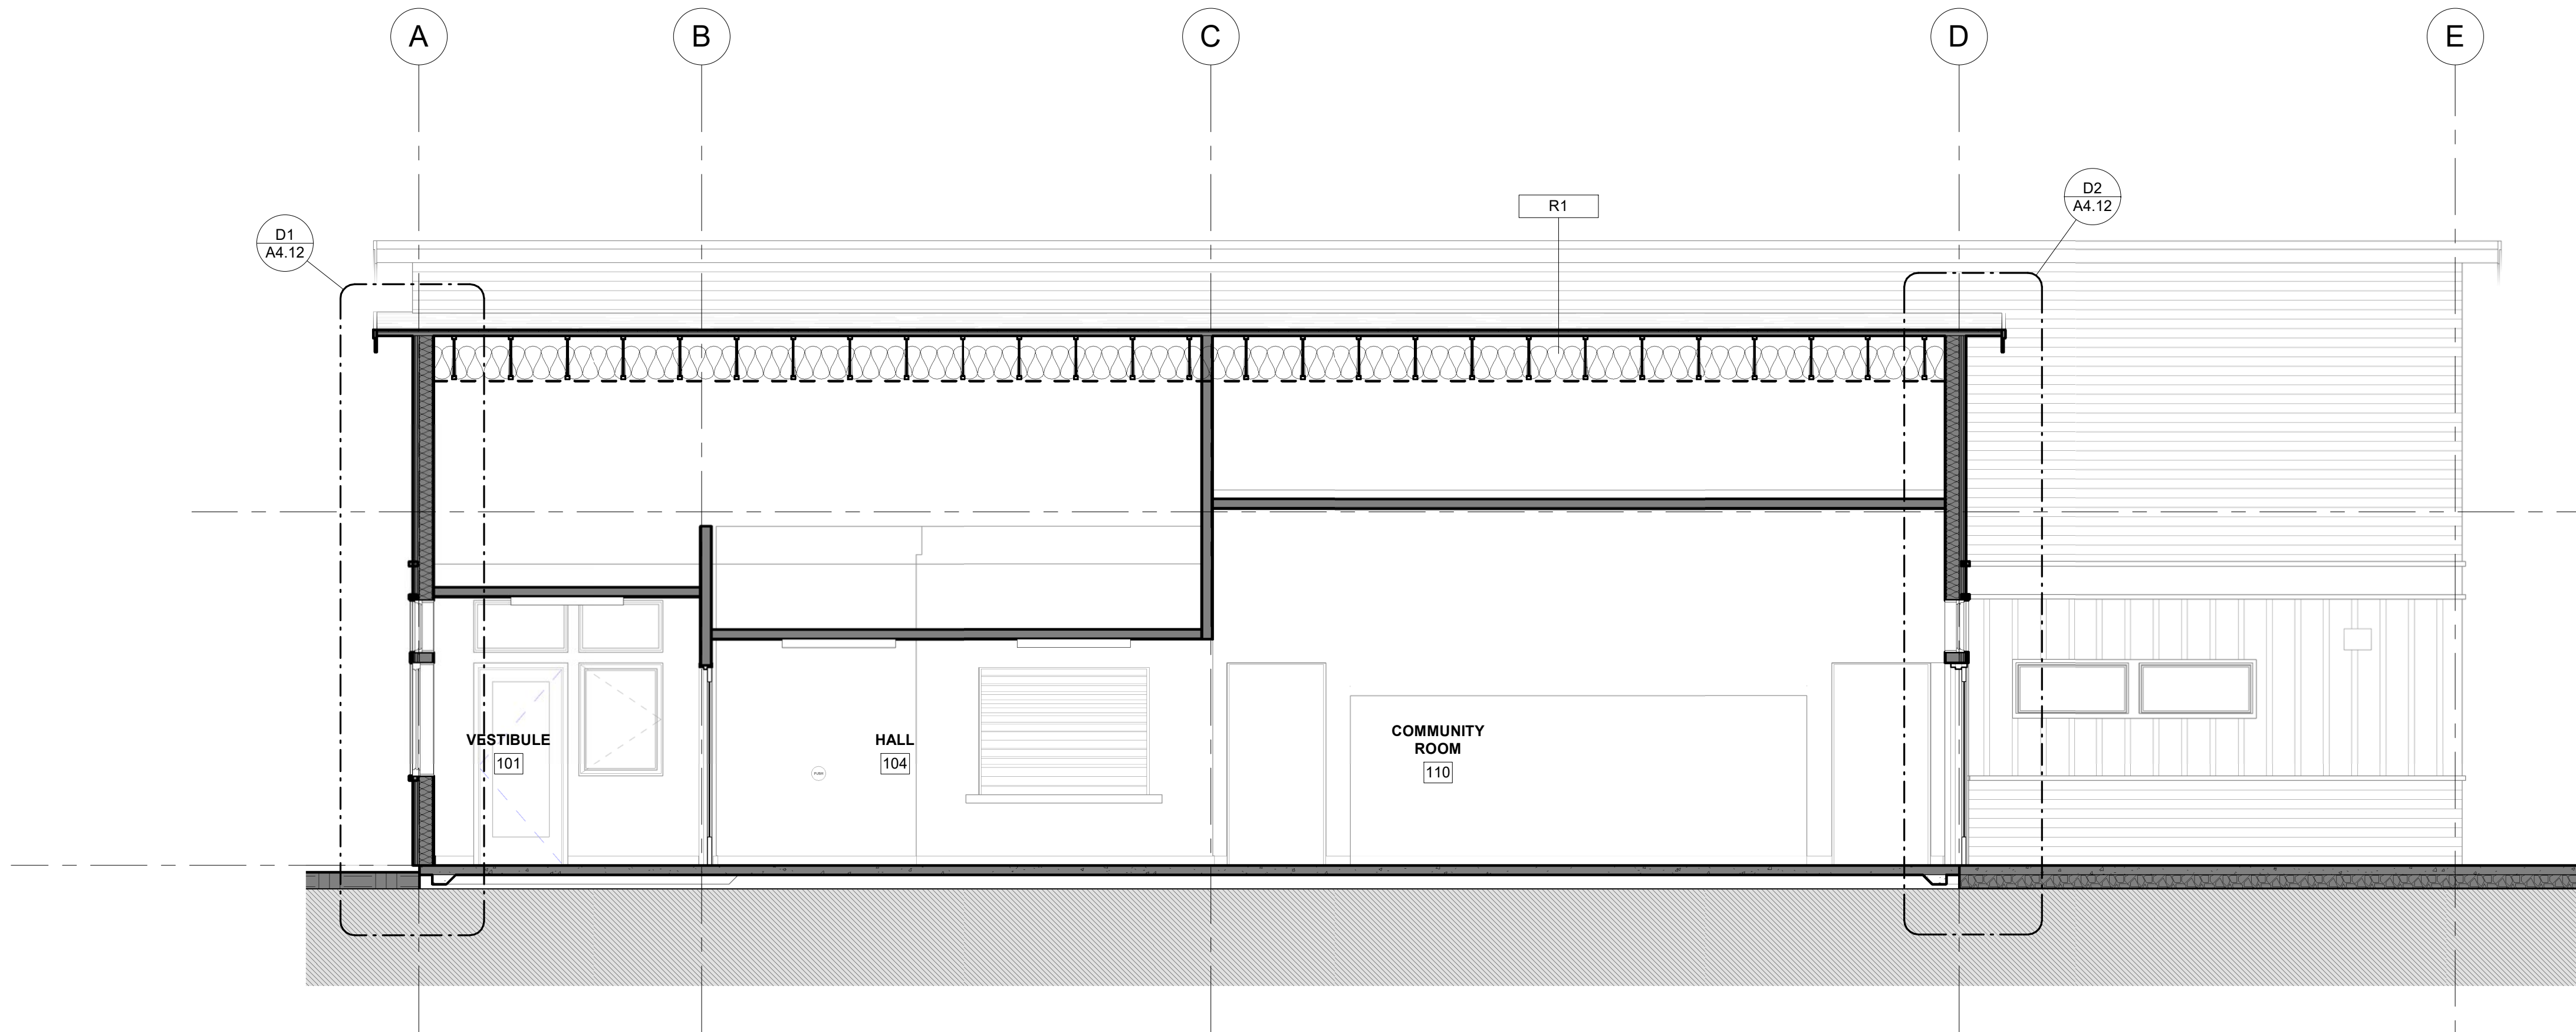 A
B
C
D
E
D1
A4.12
R1
D2
A4.12
VESTIBULE
101
HALL
104
COMMUNITY
ROOM
110